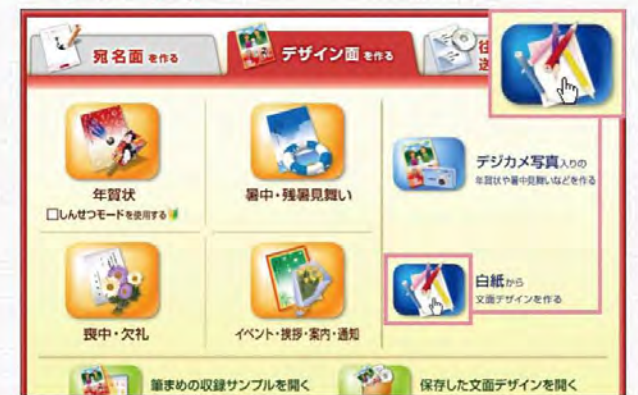 宛名面を作る
デザイン面を作る
年賀状
□しんせつモードを使用する
暑中・残暑見舞い
デジカメ写真入りの
年賀状や暑中見舞いなどを作る
喪中・欠礼
イベント・挨拶・案内・通知
白紙から
文面デザインを作る
筆まめの収録サンプルを開く
保存した文面デザインを開く